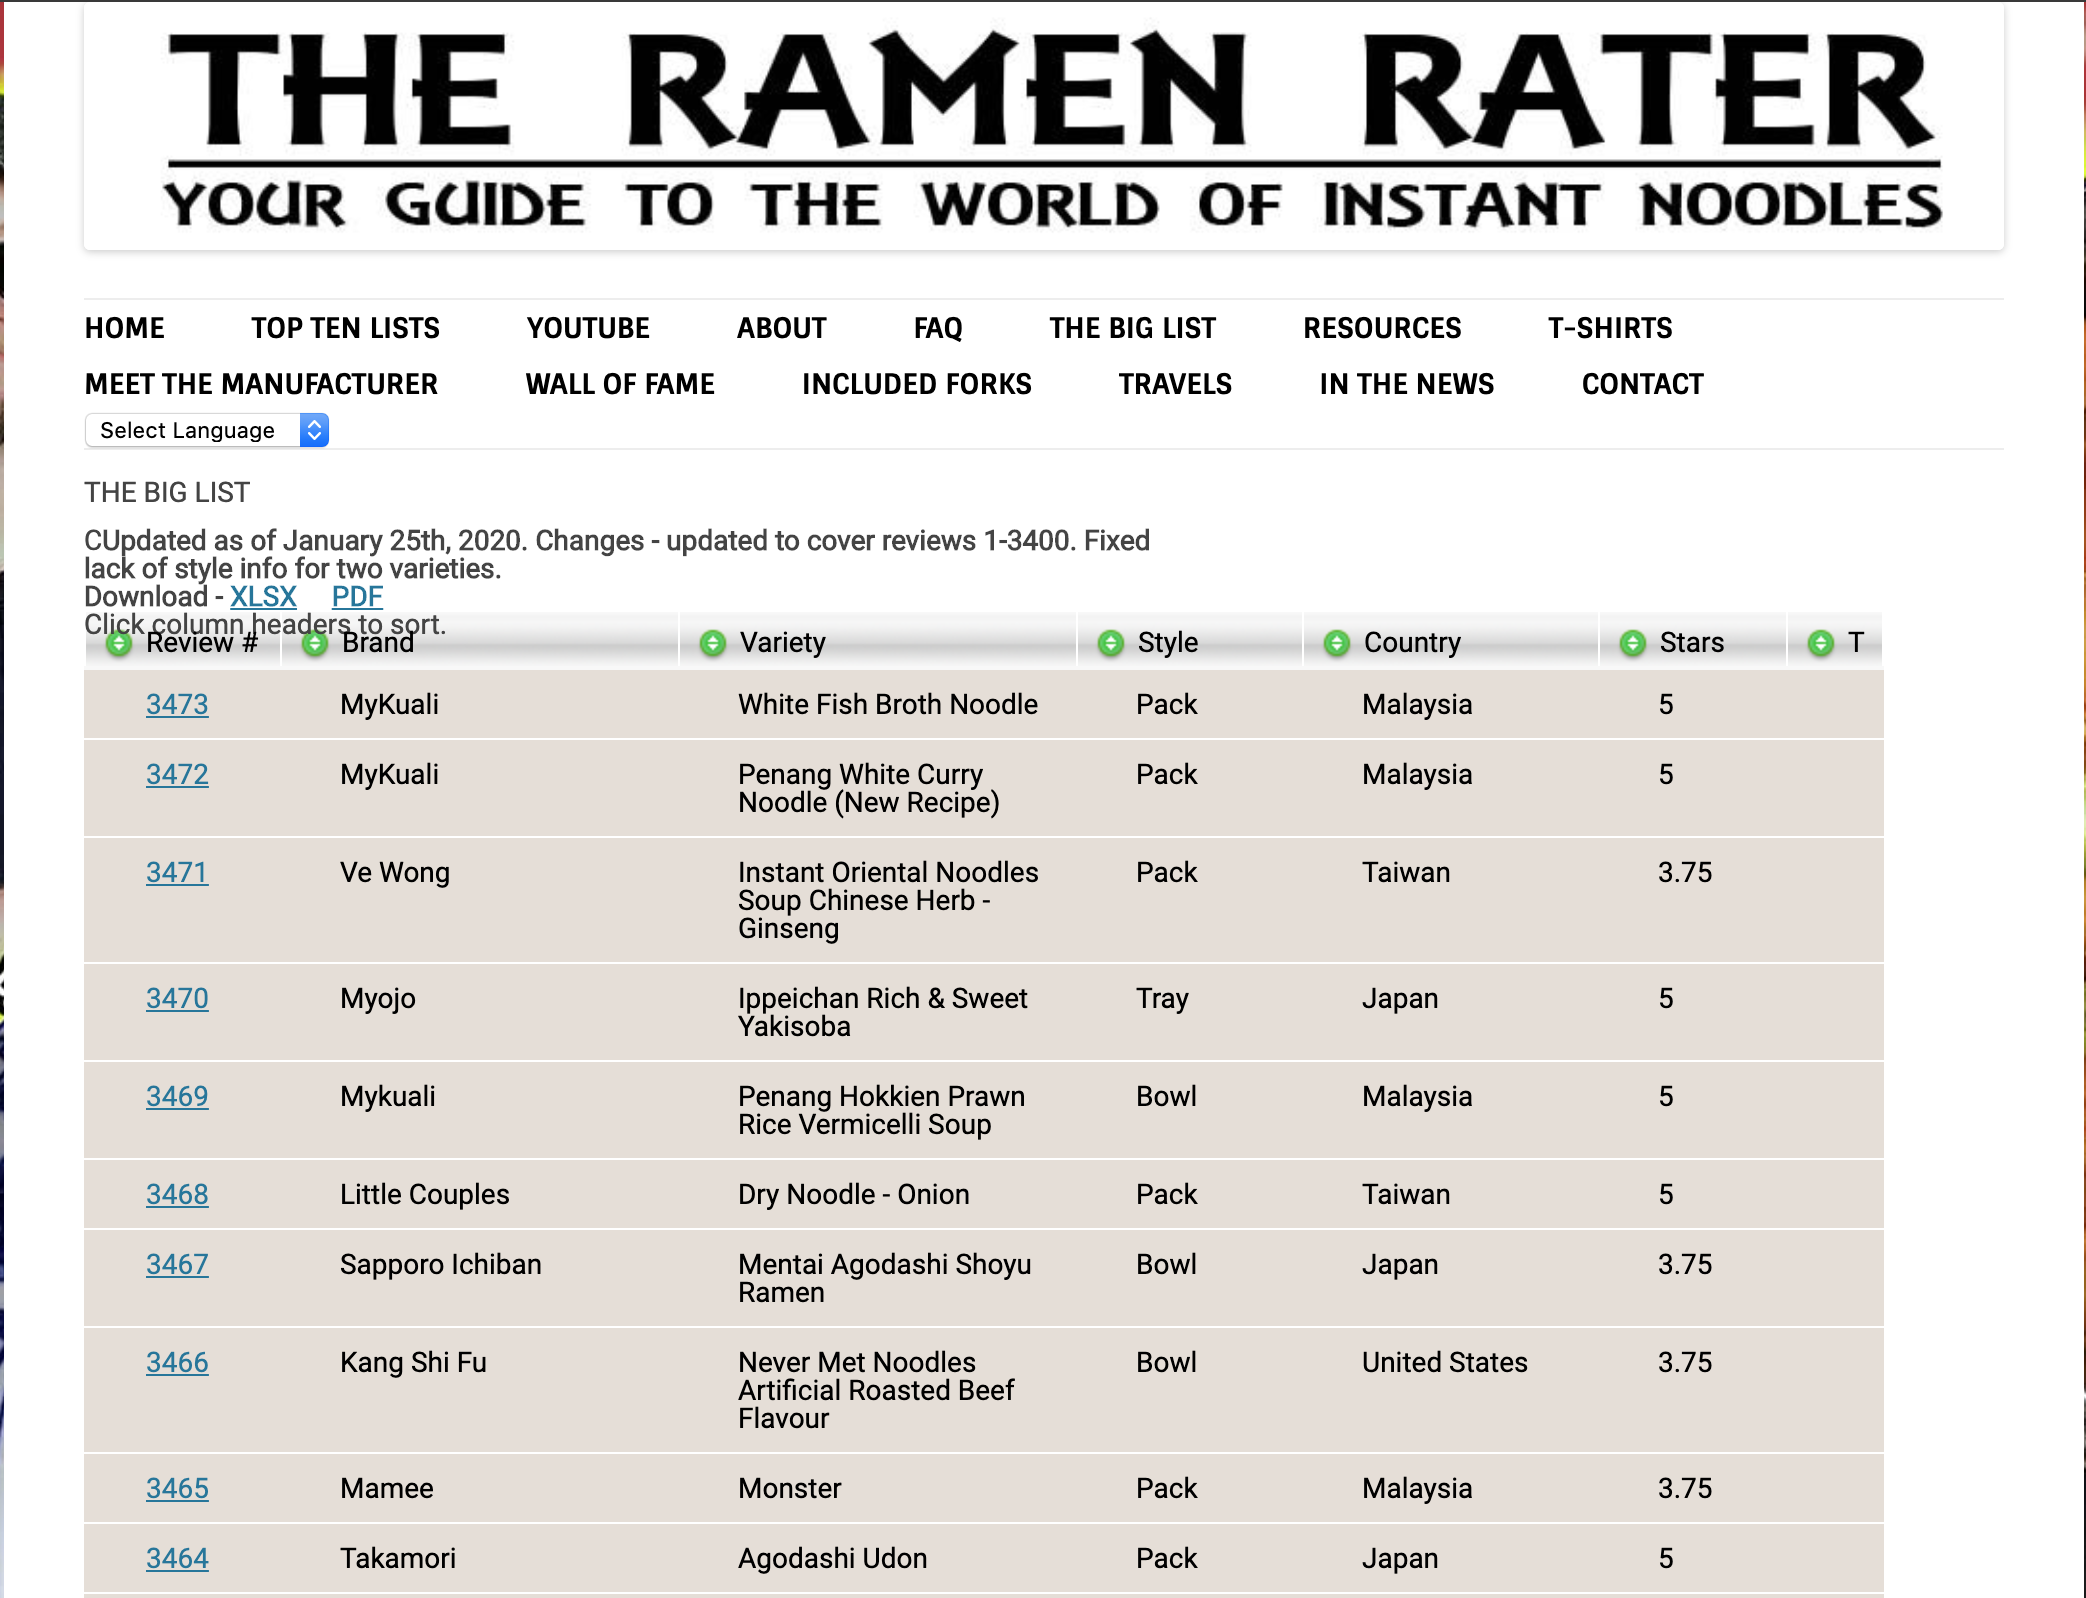 THE RAMEN RATER
YOUR GUIDE TO THE WORLD OF INSTANT NOODLES
HOME TOP TEN LISTS YOUTUBE ABOUT FAQ THE BIG LIST RESOURCES T-SHIRTS
MEET THE MANUFACTURER WALL OF FAME INCLUDED FORKS TRAVELS IN THE NEWS CONTACT
Select Language
THE BIG LIST
CUpdated as of January 25th, 2020. Changes - updated to cover reviews 1-3400. Fixed
lack of style info for two varieties.
Download - XLSX PDF
Click column headers to sort.
Review # Brand Variety Style Country Stars T
3473 MyKuali White Fish Broth Noodle Pack Malaysia 5
3472 MyKuali Penang White Curry Pack Malaysia 5
Noodle (New Recipe)
3471 Ve Wong Instant Oriental Noodles Pack Taiwan 3.75
Soup Chinese Herb -
Ginseng
3470 Myojo Ippeichan Rich & Sweet Tray Japan 5
Yakisoba
3469 Mykuali Penang Hokkien Prawn Bowl Malaysia 5
Rice Vermicelli Soup
3468 Little Couples Dry Noodle - Onion Pack Taiwan 5
3467 Sapporo Ichiban Mentai Agodashi Shoyu Bowl Japan 3.75
Ramen
3466 Kang Shi Fu Never Met Noodles Bowl United States 3.75
Artificial Roasted Beef
Flavour
3465 Mamee Monster Pack Malaysia 3.75
3464 Takamori Agodashi Udon Pack Japan 5